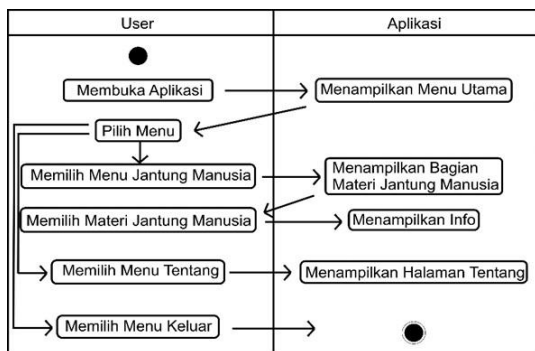 User
Aplikasi
Membuka Aplikasi
Menampilkan Menu Utama
Pilih Menu
Memilih Menu Jantung Manusia
Menampilkan Bagian
Materi Jantung Manusia
Memilih Materi Jantung Manusia
Menampilkan Info
Memilih Menu Tentang
Menampilkan Halaman Tentang
Memilih Menu Keluar